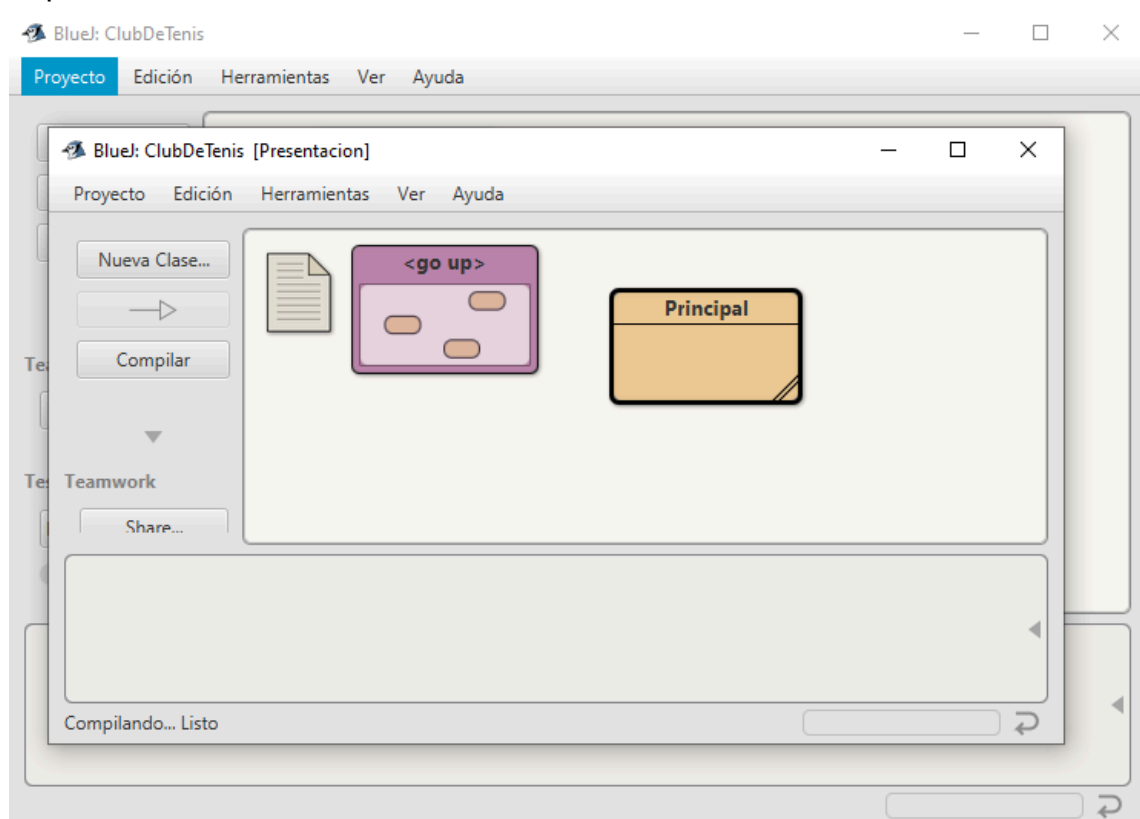 BlueJ: ClubDeTenis
Proyecto Edición Herramientas Ver Ayuda
BlueJ: ClubDeTenis [Presentacion]
Proyecto Edición Herramientas Ver Ayuda
Nueva Clase...
<go up>
Principal
Compilar
Teamwork
Share...
Compilando... Listo